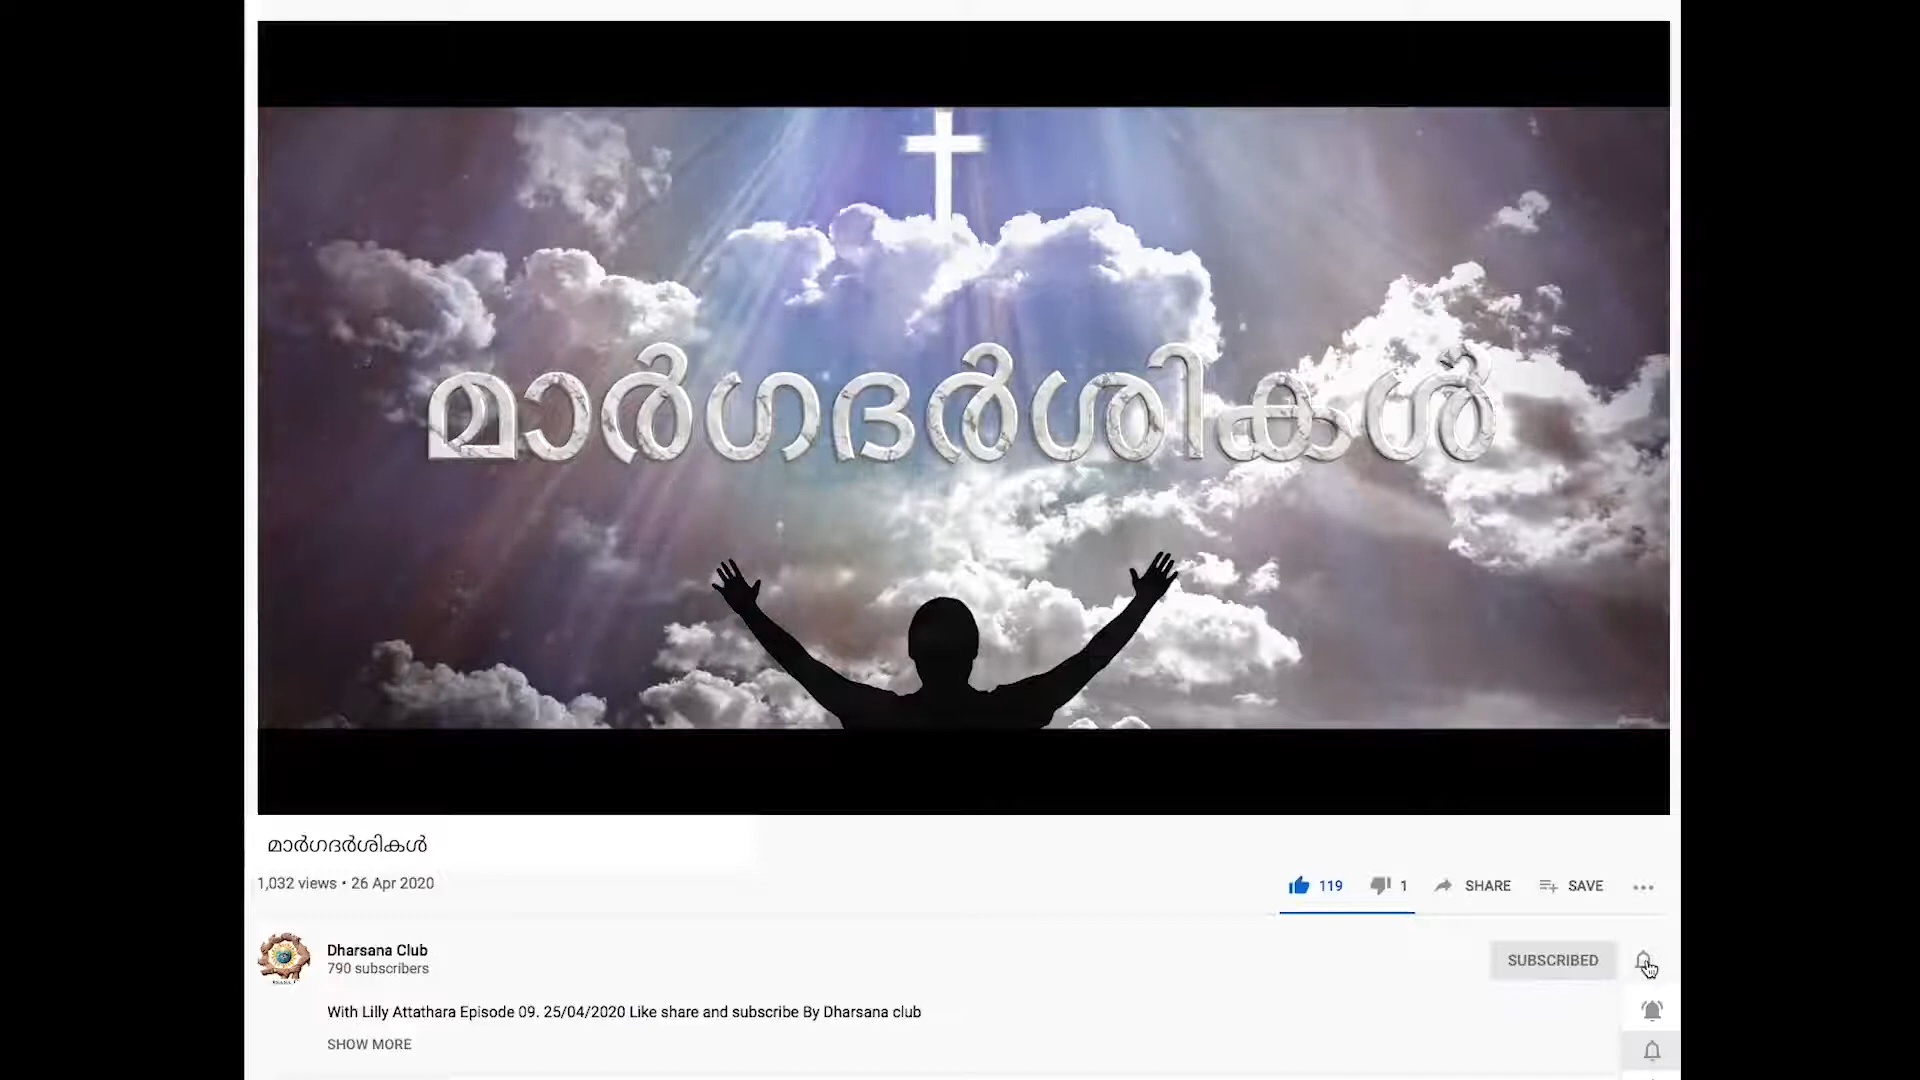 മാർഗദർശികൾ
മാർഗദർശികൾ
1,032 views • 26 Apr 2020
119 1 SHARE SAVE
Dharsana Club
790 subscribers
SUBSCRIBED
With Lilly Attathara Episode 09. 25/04/2020 Like share and subscribe By Dharsana club
SHOW MORE